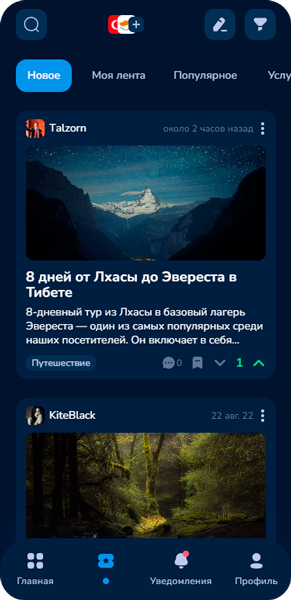 Новое
Моя лента
Популярное
Услу
Talzorn
около 2 часов назад
8 дней от Лхасы до Эвереста в
Тибете
8-дневный тур из Лхасы в базовый лагерь
Эвереста — один из самых популярных среди
наших посетителей. Он включает в себя...
Путешествие
0
1
KiteBlack
22 авг. 22
Главная
Уведомления
Профиль